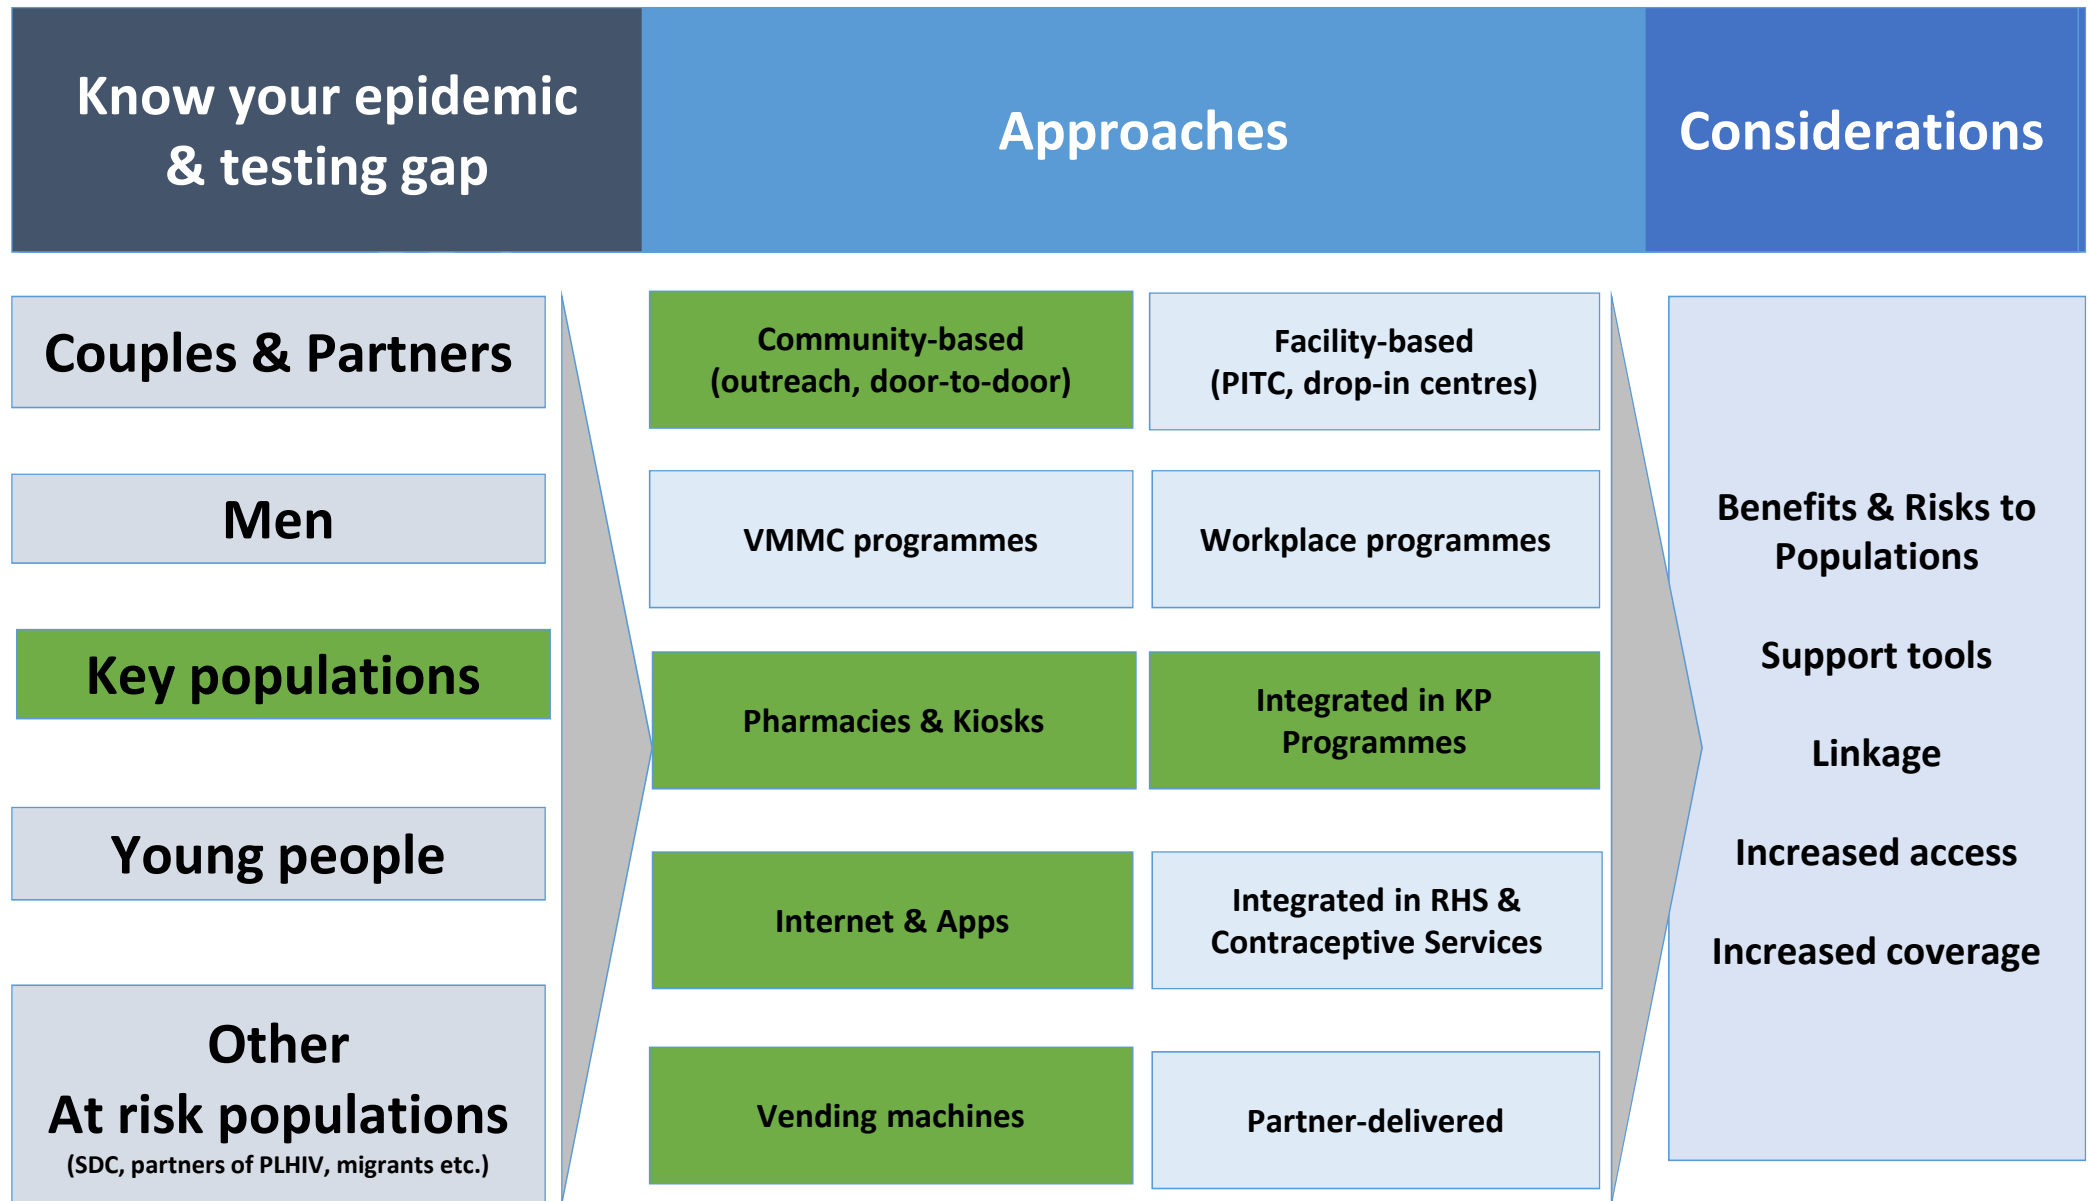 Know your epidemic
& testing gap
Approaches
Considerations
Couples & Partners
Men
Key populations
Young people
Other
At risk populations
(SDC, partners of PLHIV, migrants etc.)
Community-based
(outreach, door-to-door)
Facility-based
(PITC, drop-in centres)
VMMC programmes
Workplace programmes
Pharmacies & Kiosks
Integrated in KP
Programmes
Internet & Apps
Integrated in RHS &
Contraceptive Services
Vending machines
Partner-delivered
Benefits & Risks to
Populations
Support tools
Linkage
Increased access
Increased coverage